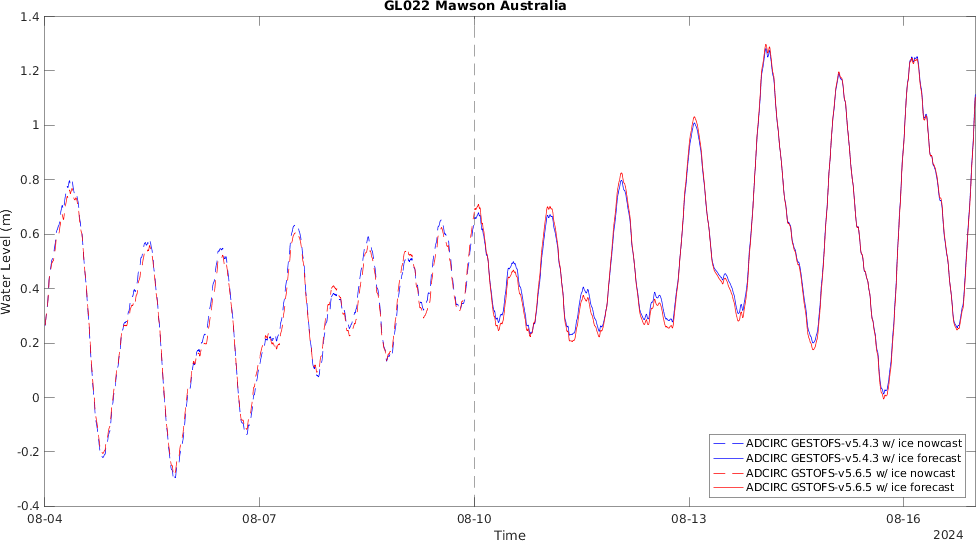 GL022 Mawson Australia
1.4
1.2
1
0.8
0.6
0.4
0.2
0
-0.2
-0.4
Water Level (m)
ADCIRC GESTOFS-v5.4.3 w/ ice nowcast
ADCIRC GESTOFS-v5.4.3 w/ ice forecast
ADCIRC GSTOFS-v5.6.5 w/ ice nowcast
ADCIRC GSTOFS-v5.6.5 w/ ice forecast
08-04 08-07 08-10 08-13 08-16
Time
2024